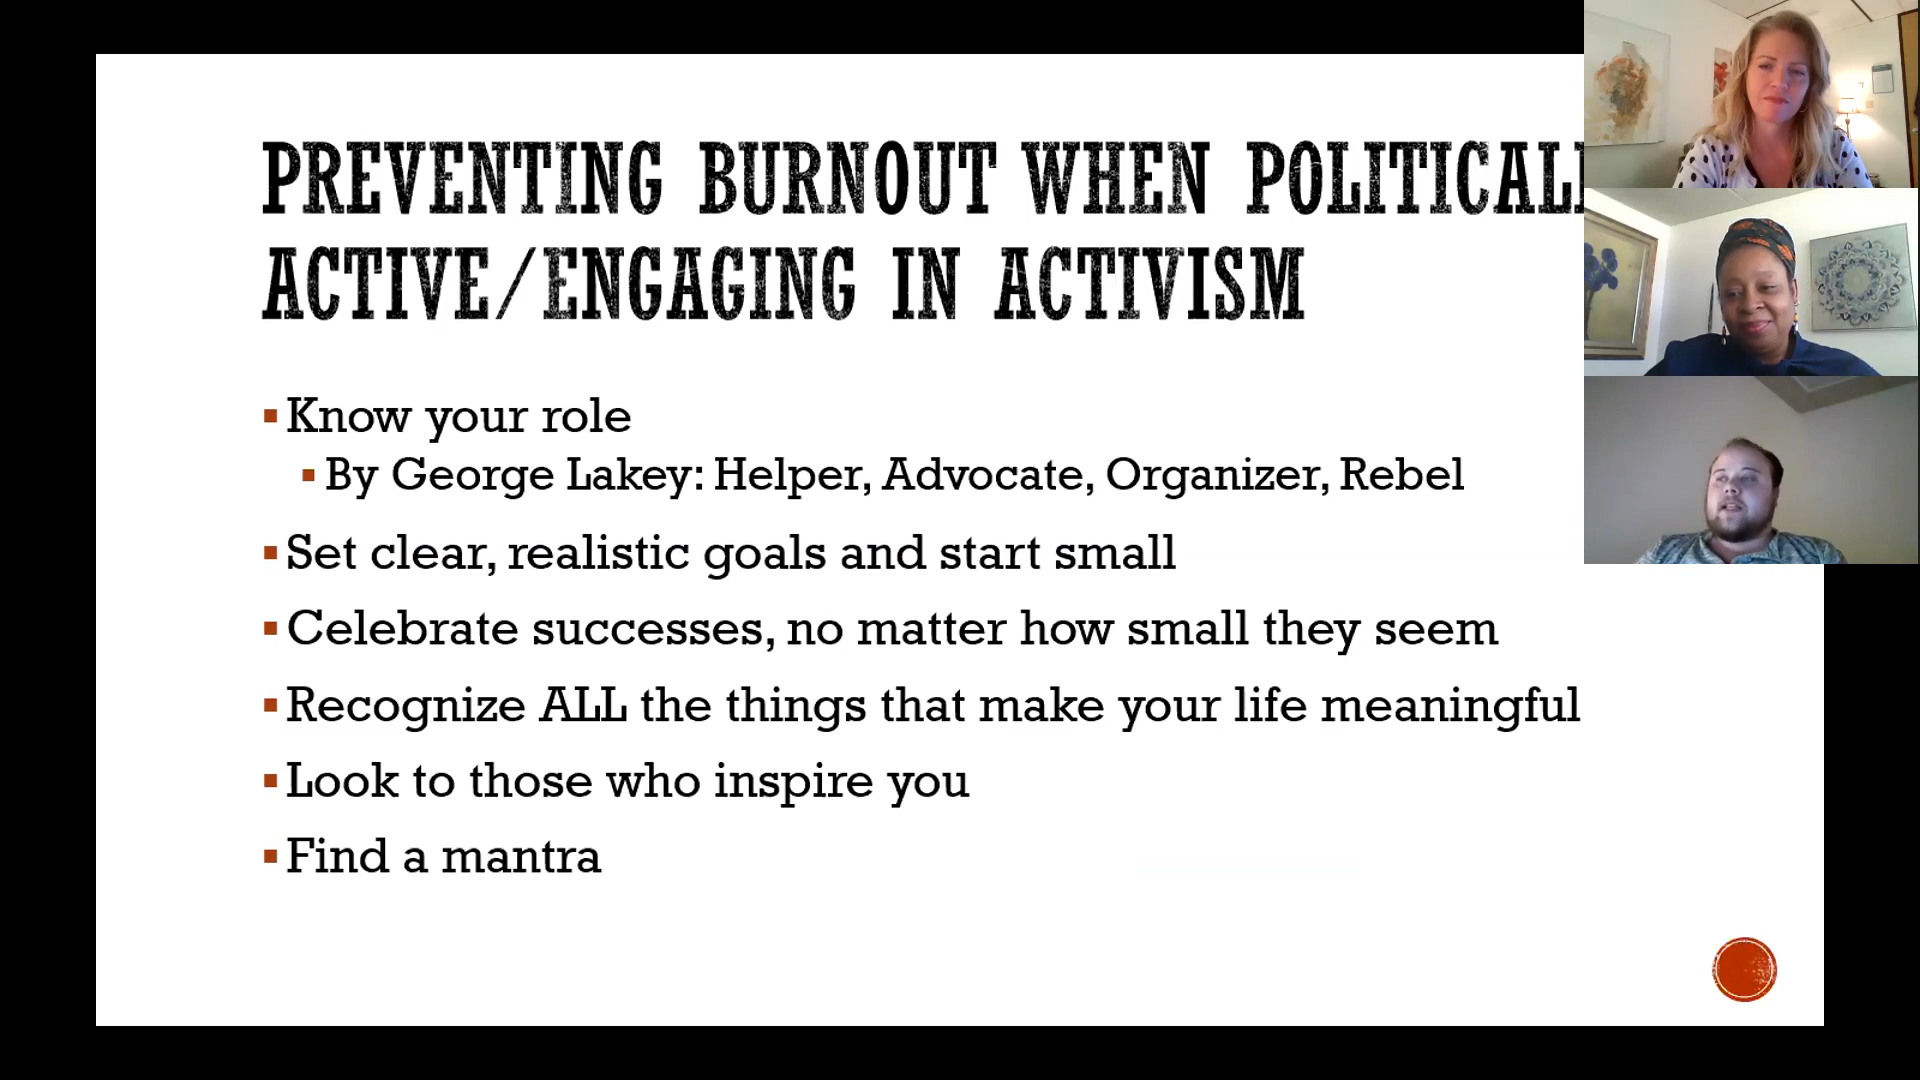 PREVENTING BURNOUT WHEN
ACTIVE/ENGAGING IN ACTIVISM
Know your role
By George Lakey: Helper, Advocate, Organizer, Rebel
Set clear, realistic goals and start small
Celebrate successes, no matter how small they seem
Recognize ALL the things that make your life meaningful
Look to those who inspire you
Find a mantra